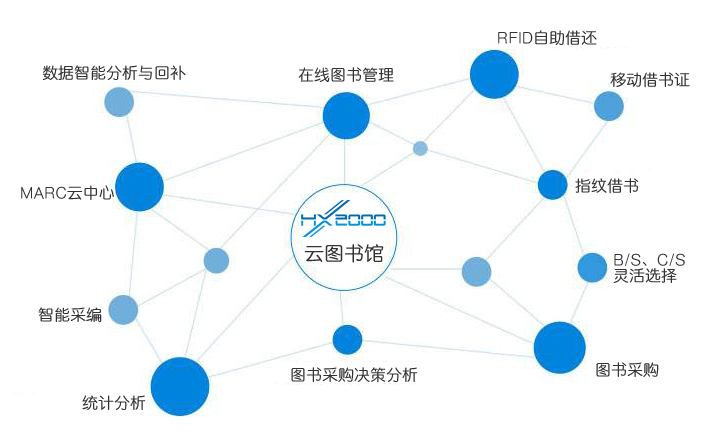 RFID自助借还
数据智能分析与回补
在线图书管理
移动借书证
MARC云中心
指纹借书
HX2000
云图书馆
B/S、C/S
灵活选择
智能采编
图书采购决策分析
图书采购
统计分析